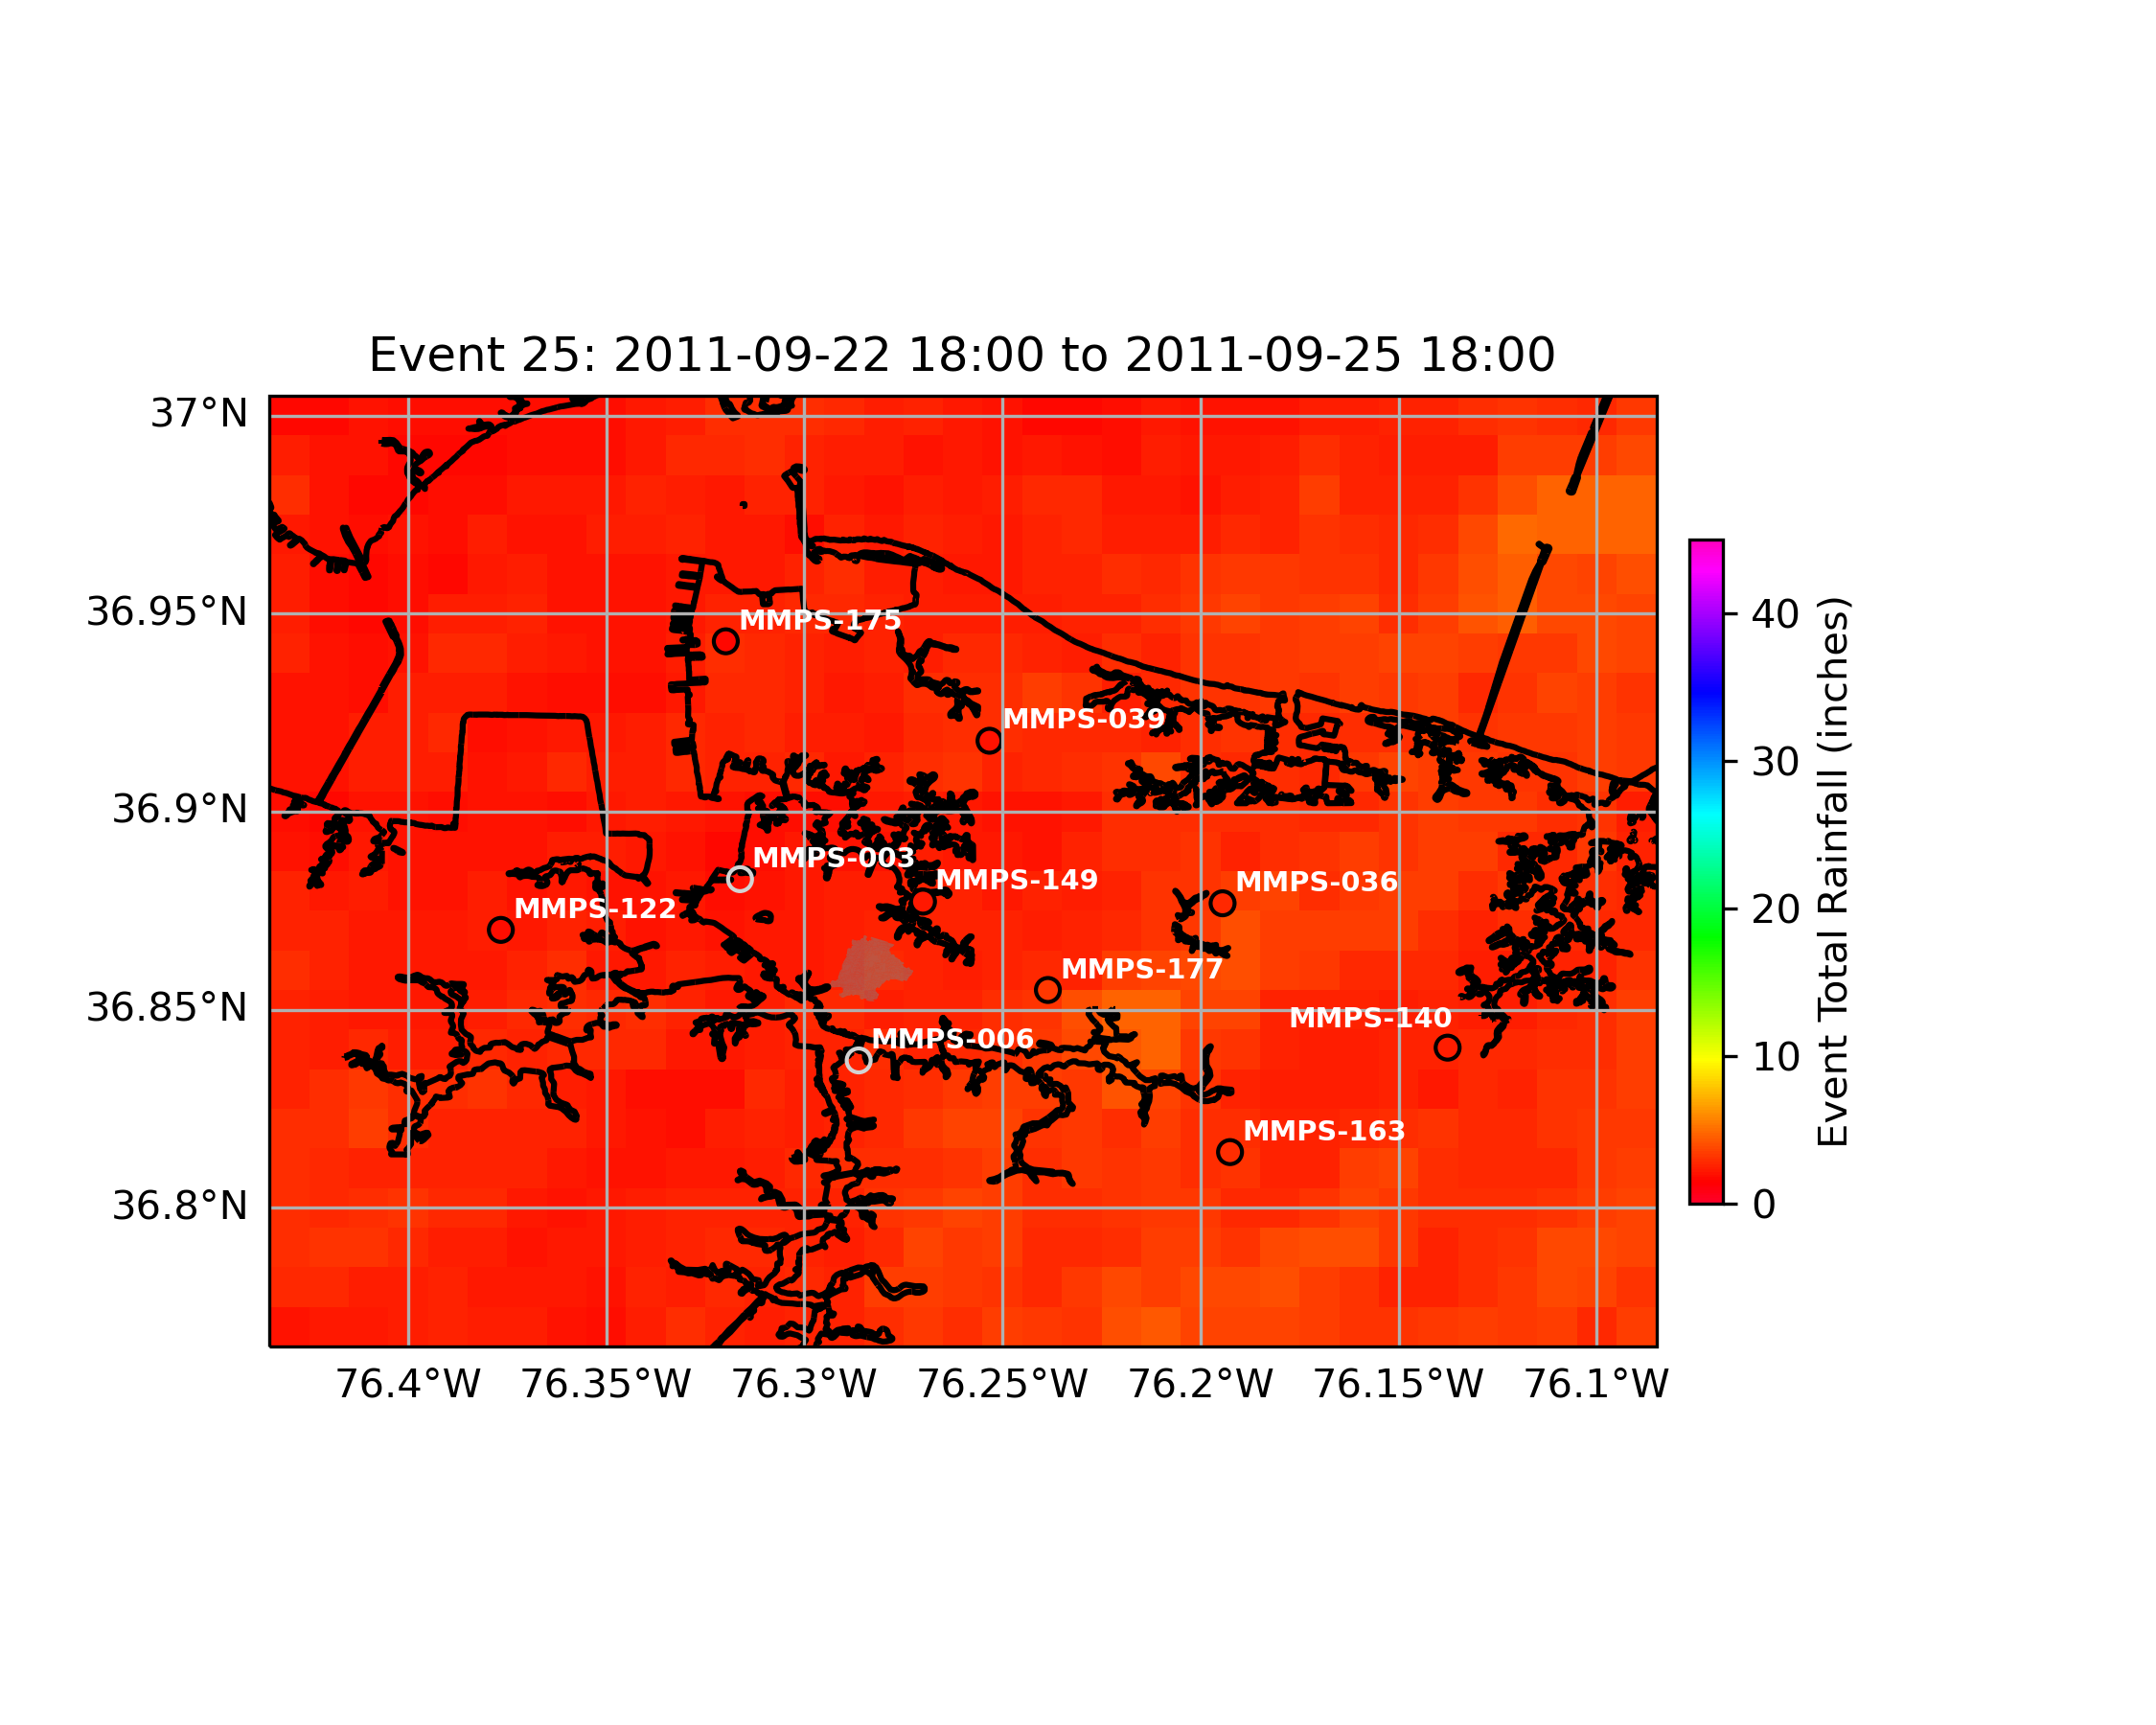 Event 25: 2011-09-22 18:00 to 2011-09-25 18:00
37°N
36.95°N
36.9°N
36.85°N
36.8°N
MMPS-175
MMPS-039
MMPS-003
MMPS-149
MMPS-036
MMPS-122
MMPS-177
MMPS-140
MMPS-006
MMPS-163
76.4°W
76.35°W
76.3°W
76.25°W
76.2°W
76.15°W
76.1°W
40
30
20
10
0
Event Total Rainfall (inches)